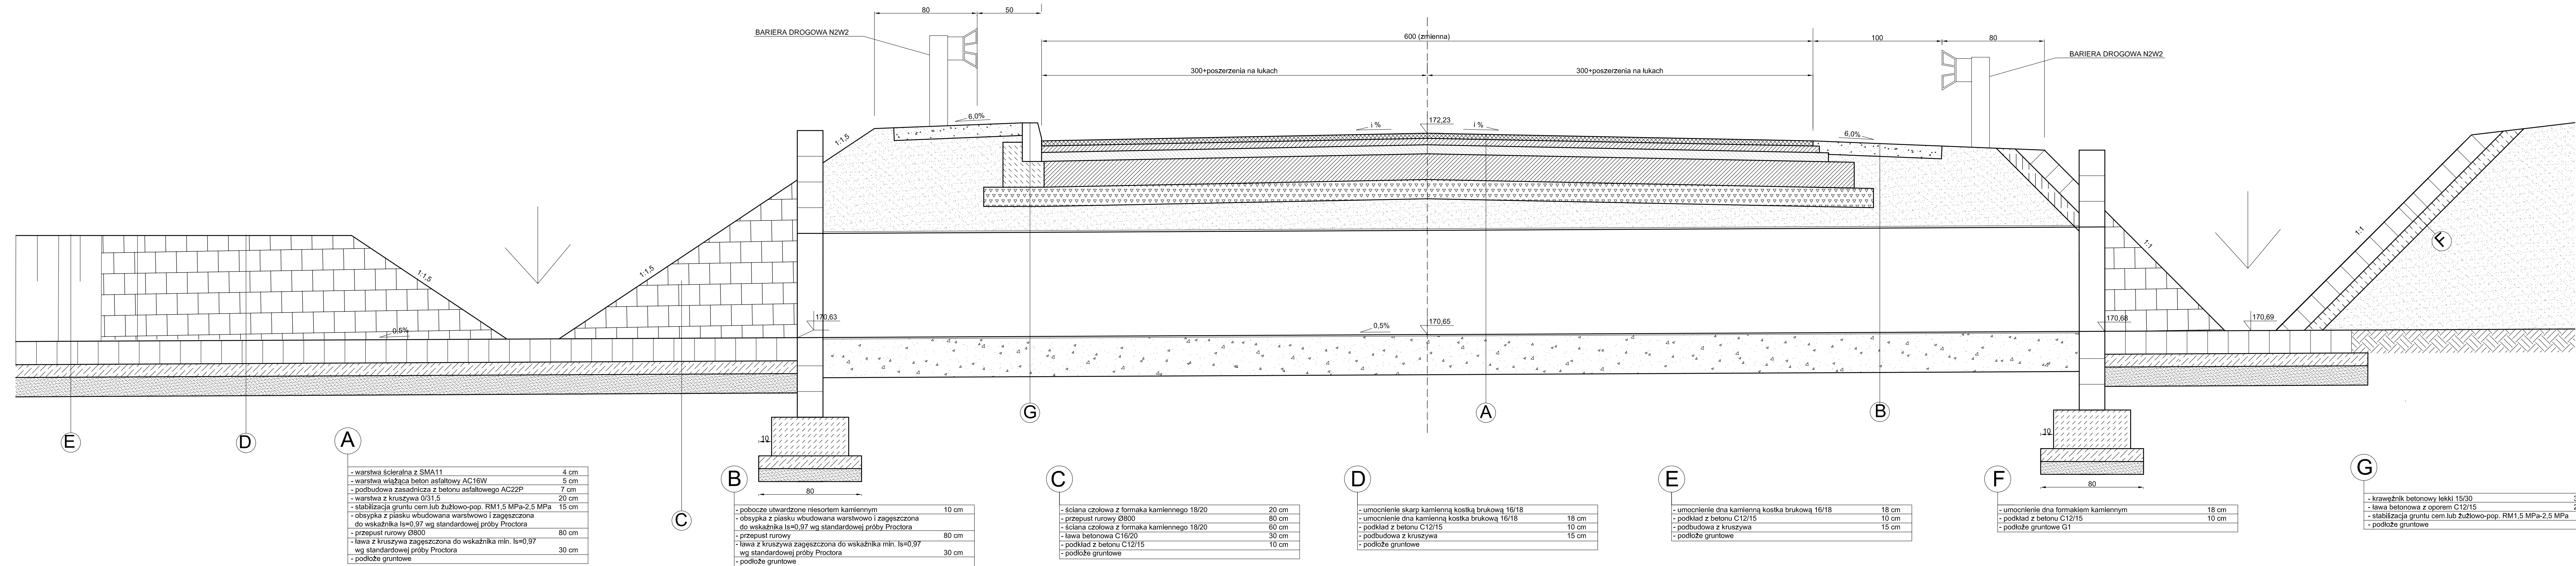 80
50
BARIERA DROGOWA N2W2
600 (zmienna)
100
80
BARIERA DROGOWA N2W2
300+poszerzenia na łukach
300+poszerzenia na łukach
1:1,5
6,0%
i %
172,23
i %
6,0%
1:1,5
1:1,5
1:1
1:1
F
0,5%
170,63
0,5%
170,65
170,68
170,69
E
D
C
G
A
B
10
80
10
80
A
- warstwa ścieralna z SMA11 4 cm
- warstwa wiążąca beton asfaltowy AC16W 5 cm
- podbudowa zasadnicza z betonu asfaltowego AC22P 7 cm
- warstwa z kruszywa 0/31,5 20 cm
- stabilizacja gruntu cem.lub żużlowo-pop. RM1,5 MPa-2,5 MPa 15 cm
- obsypka z piasku wbudowana warstwowo i zagęszczona
do wskaźnika Is=0,97 wg standardowej próby Proctora
- przepust rurowy Ø800 80 cm
- ława z kruszywa zagęszczona do wskaźnika min. Is=0,97
wg standardowej próby Proctora 30 cm
- podłoże gruntowe
B
- pobocze utwardzone niesortem kamiennym 10 cm
- obsypka z piasku wbudowana warstwowo i zagęszczona
do wskaźnika Is=0,97 wg standardowej próby Proctora
- przepust rurowy 80 cm
- ława z kruszywa zagęszczona do wskaźnika min. Is=0,97
wg standardowej próby Proctora 30 cm
- podłoże gruntowe
C
- ściana czołowa z formaka kamiennego 18/20 20 cm
- przepust rurowy Ø800 80 cm
- ściana czołowa z formaka kamiennego 18/20 60 cm
- ława betonowa C16/20 30 cm
- podkład z betonu C12/15 10 cm
- podłoże gruntowe
D
- umocnienie skarp kamienną kostką brukową 16/18
- umocnienie dna kamienną kostka brukową 16/18 18 cm
- podkład z betonu C12/15 10 cm
- podbudowa z kruszywa 15 cm
- podłoże gruntowe
E
- umocnienie dna kamienną kostka brukową 16/18 18 cm
- podkład z betonu C12/15 10 cm
- podbudowa z kruszywa 15 cm
- podłoże gruntowe
F
- umocnienie dna formakiem kamiennym 18 cm
- podkład z betonu C12/15 10 cm
- podłoże gruntowe G1
G
- krawężnik betonowy lekki 15/30
- ława betonowa z oporem C12/15
- stabilizacja gruntu cem.lub żużlowo-pop. RM1,5 MPa-2,5 MPa
- podłoże gruntowe